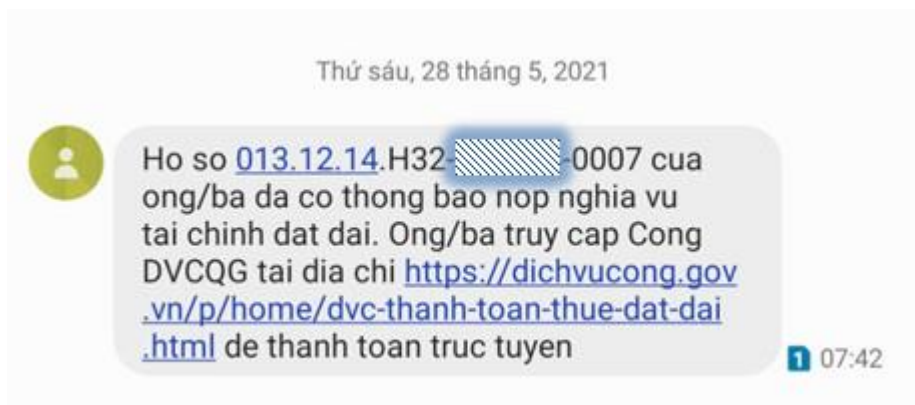 Thứ sáu, 28 tháng 5, 2021
Ho so 013.12.14.H32- -0007 cua
ong/ba da co thong bao nop nghia vu
tai chinh dat dai. Ong/ba truy cap Cong
DVCQG tai dia chi https://dichvucong.gov
.vn/p/home/dvc-thanh-toan-thue-dat-dai
.html de thanh toan truc tuyen
1 07:42